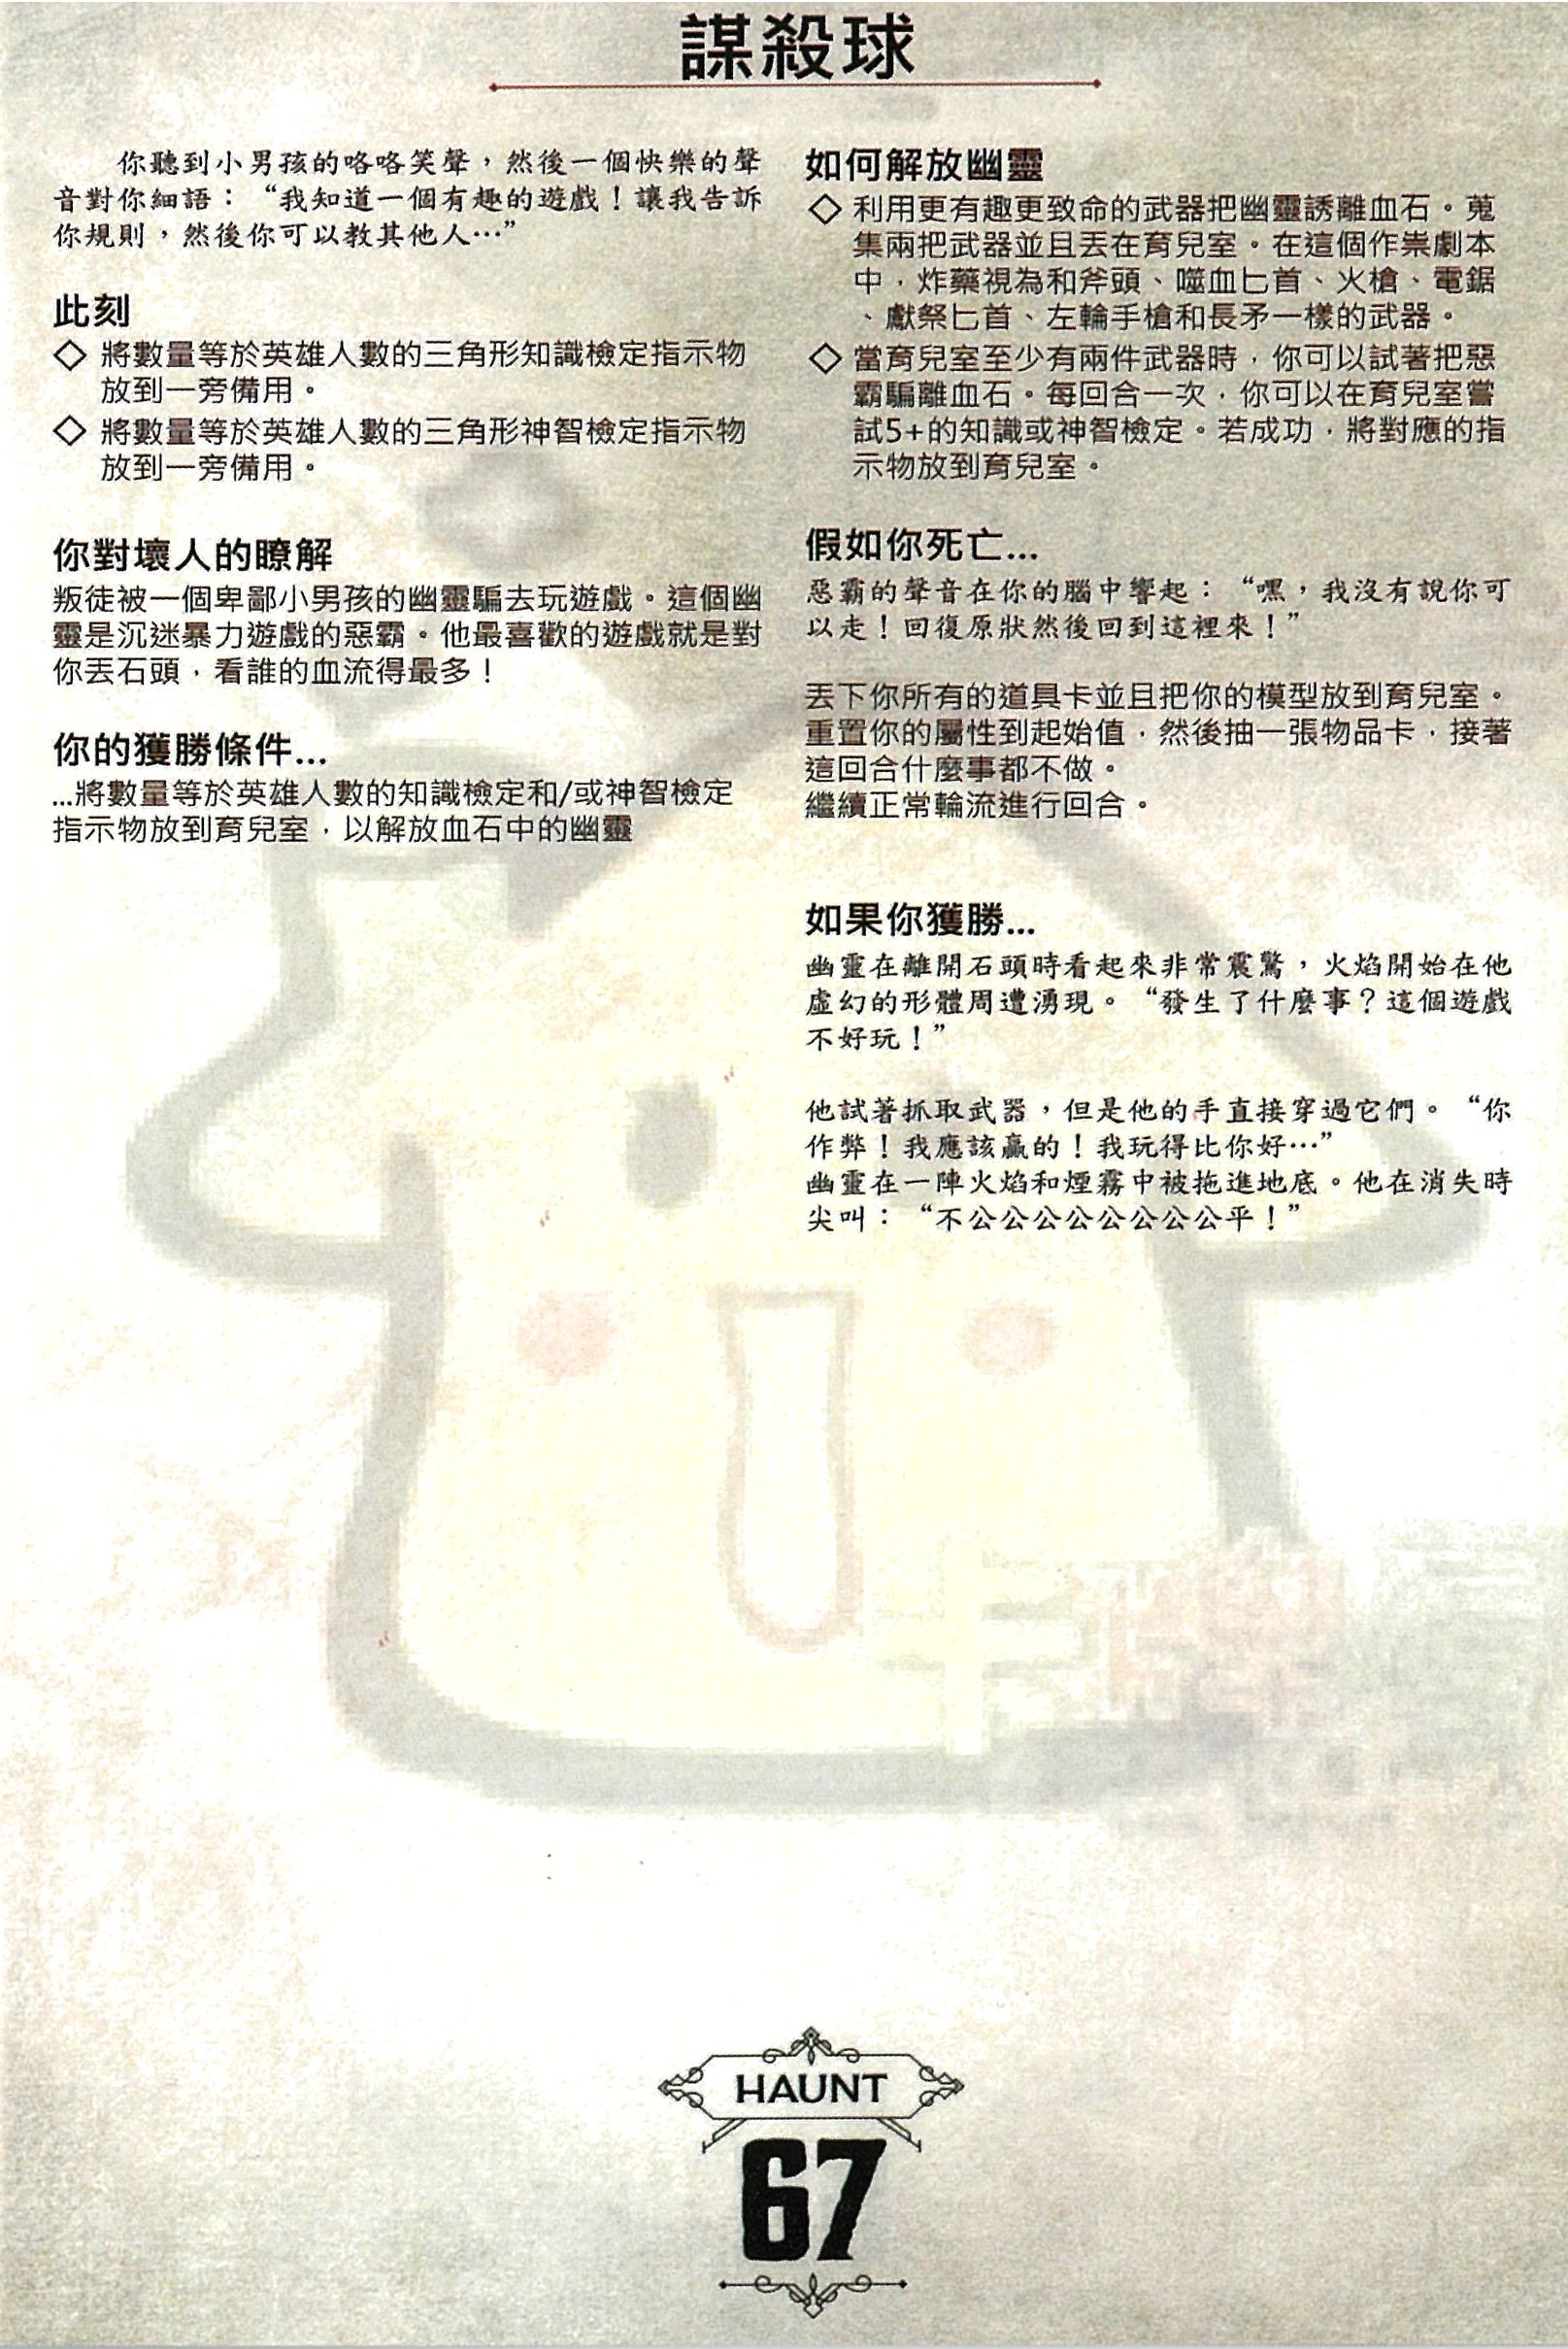 謀殺球
你聽到小男孩的咯咯笑聲，然後一個快樂的聲
音對你細語：“我知道一個有趣的遊戲！讓我告訴
你規則，然後你可以教其他人…”
此刻
◇ 將數量等於英雄人數的三角形知識檢定指示物
放到一旁備用。
◇ 將數量等於英雄人數的三角形神智檢定指示物
放到一旁備用。
你對壞人的瞭解
叛徒被一個卑鄙小男孩的幽靈騙去玩遊戲。這個幽
靈是沉迷暴力遊戲的惡霸。他最喜歡的遊戲就是對
你丟石頭，看誰的血流得最多！
你的獲勝條件...
...將數量等於英雄人數的知識檢定和/或神智檢定
指示物放到育兒室，以解放血石中的幽靈
如何解放幽靈
◇ 利用更有趣更致命的武器把幽靈誘離血石。蒐
集兩把武器並且丟在育兒室。在這個作祟劇本
中，炸藥視為和斧頭、噬血匕首、火槍、電鋸
、獻祭匕首、左輪手槍和長矛一樣的武器。
◇ 當育兒室至少有兩件武器時，你可以試著把惡
霸騙離血石。每回合一次，你可以在育兒室嘗
試5+的知識或神智檢定。若成功，將對應的指
示物放到育兒室。
假如你死亡...
惡霸的聲音在你的腦中響起：“嘿，我沒有說你可
以走！回復原狀然後回到這裡來！”
丟下你所有的道具卡並且把你的模型放到育兒室。
重置你的屬性到起始值，然後抽一張物品卡，接著
這回合什麼事都不做。
繼續正常輪流進行回合。
如果你獲勝...
幽靈在離開石頭時看起來非常震驚，火焰開始在他
虛幻的形體周遭湧現。“發生了什麼事？這個遊戲
不好玩！”
他試著抓取武器，但是他的手直接穿過它們。“你
作弊！我應該贏的！我玩得比你好…”
幽靈在一陣火焰和煙霧中被拖進地底。他在消失時
尖叫：“不公公公公公公公公平！”
HAUNT
67